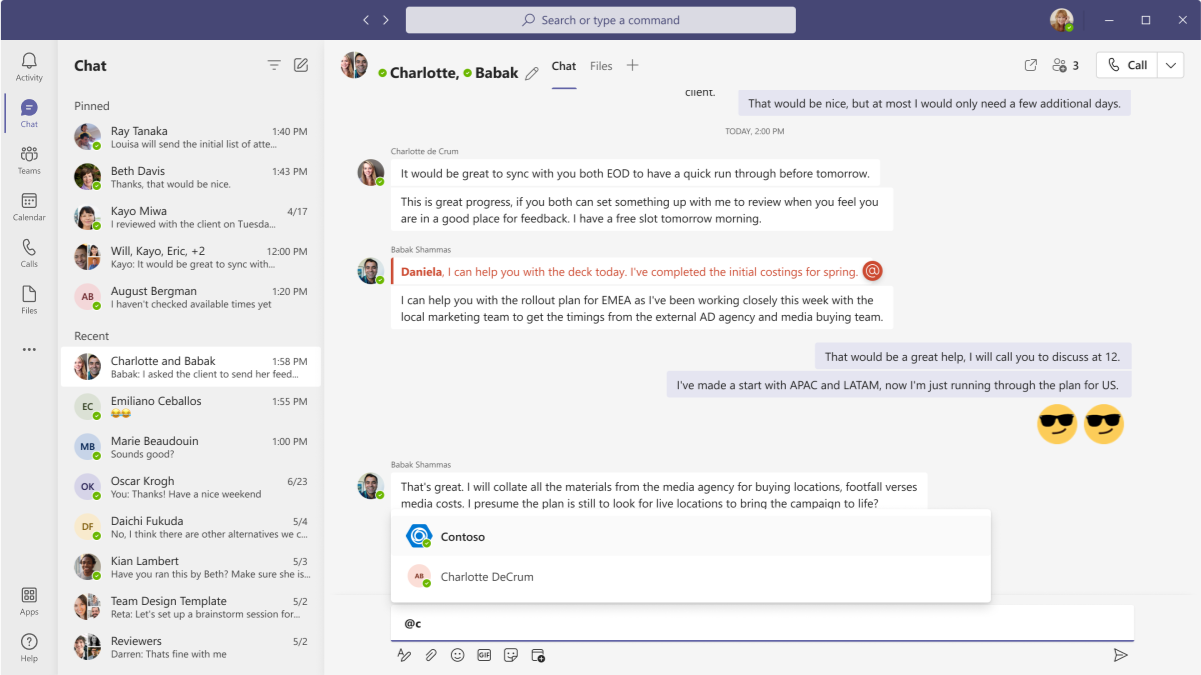 Search or type a command
Activity
Chat
Teams
Calendar
Calls
Files
Apps
Help
Chat
Pinned
Ray Tanaka 1:40 PM
Louisa will send the initial list of atte...
Beth Davis 1:43 PM
Thanks, that would be nice.
Kayo Miwa 4/17
I reviewed with the client on Tuesda...
Will, Kayo, Eric, +2 12:00 PM
Kayo: It would be great to sync with...
AB
August Bergman 1:20 PM
I haven't checked available times yet
Recent
Charlotte and Babak 1:58 PM
Babak: I asked the client to send her feed...
EC
Emiliano Ceballos 1:55 PM
MB
Marie Beaudouin 1:00 PM
Sounds good?
OK
Oscar Krogh 6/23
You: Thanks! Have a nice weekend
DF
Daichi Fukuda 5/4
No, I think there are other alternatives we c...
Kian Lambert 5/3
Have you ran this by Beth? Make sure she is...
Team Design Template 5/2
Reta: Let's set up a brainstorm session for...
Reviewers 5/2
Darren: Thats fine with me
Charlotte, Babak
Chat Files
3
Call
client.
That would be nice, but at most I would only need a few additional days.
TODAY, 2:00 PM
Charlotte de Crum
It would be great to sync with you both EOD to have a quick run through before tomorrow.
This is great progress, if you both can set something up with me to review when you feel you
are in a good place for feedback. I have a free slot tomorrow morning.
Babak Shammas
Daniela, I can help you with the deck today. I've completed the initial costings for spring. @
I can help you with the rollout plan for EMEA as I've been working closely this week with the
local marketing team to get the timings from the external AD agency and media buying team.
That would be a great help, I will call you to discuss at 12.
I've made a start with APAC and LATAM, now I'm just running through the plan for US.
Babak Shammas
That's great. I will collate all the materials from the media agency for buying locations, footfall verses
media costs. I presume the plan is still to look for live locations to bring the campaign to life?
Contoso
AB
Charlotte DeCrum
@c
GIF